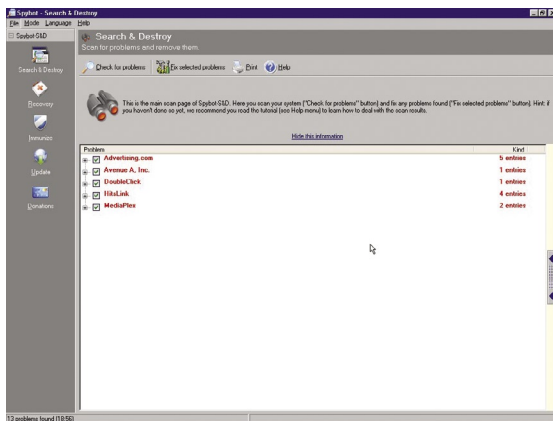 Spybot - Search & Destroy
File Mode Language Help
Spybot-S&D
Search & Destroy
Scan for problems and remove them.
Check for problems Fix selected problems Print Help
Search & Destroy
Recovery
Immunize
Update
Donations
This is the main scan page of Spybot-S&D. Here you scan your system ("Check for problems" button) and fix any problems found ("Fix selected problems" button). Hint: if
you haven't done so yet, we recommend you read the tutorial (see Help menu) to learn how to deal with the scan results.
Hide this information
Problem Kind
Advertising.com 5 entries
Avenue A, Inc. 1 entries
DoubleClick 1 entries
HitsLink 4 entries
MediaPlex 2 entries
13 problems found (18:56)